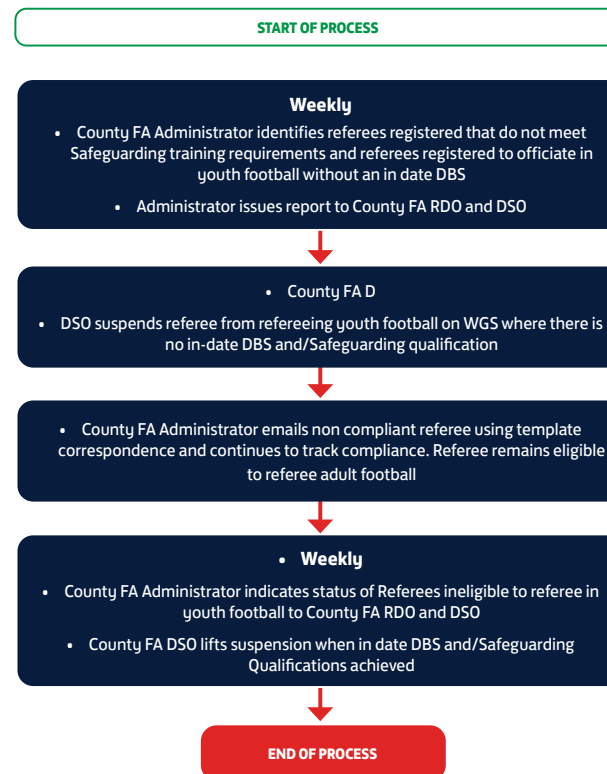 START OF PROCESS
Weekly
• County FA Administrator identifies referees registered that do not meet
Safeguarding training requirements and referees registered to officiate in
youth football without an in date DBS
• Administrator issues report to County FA RDO and DSO
• County FA D
• DSO suspends referee from refereeing youth football on WGS where there is
no in-date DBS and/Safeguarding qualification
• County FA Administrator emails non compliant referee using template
correspondence and continues to track compliance. Referee remains eligible
to referee adult football
• Weekly
• County FA Administrator indicates status of Referees ineligible to referee in
youth football to County FA RDO and DSO
• County FA DSO lifts suspension when in date DBS and/Safeguarding
Qualifications achieved
END OF PROCESS